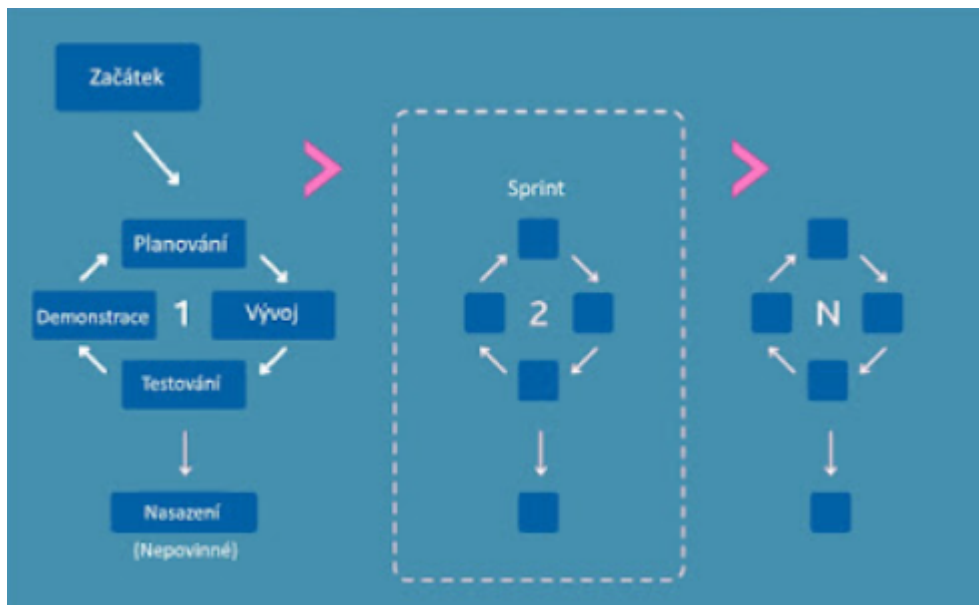 Začátek
Sprint
Planování
Demonstrace
1
Vývoj
2
N
Testování
Nasazení
(Nepovinné)